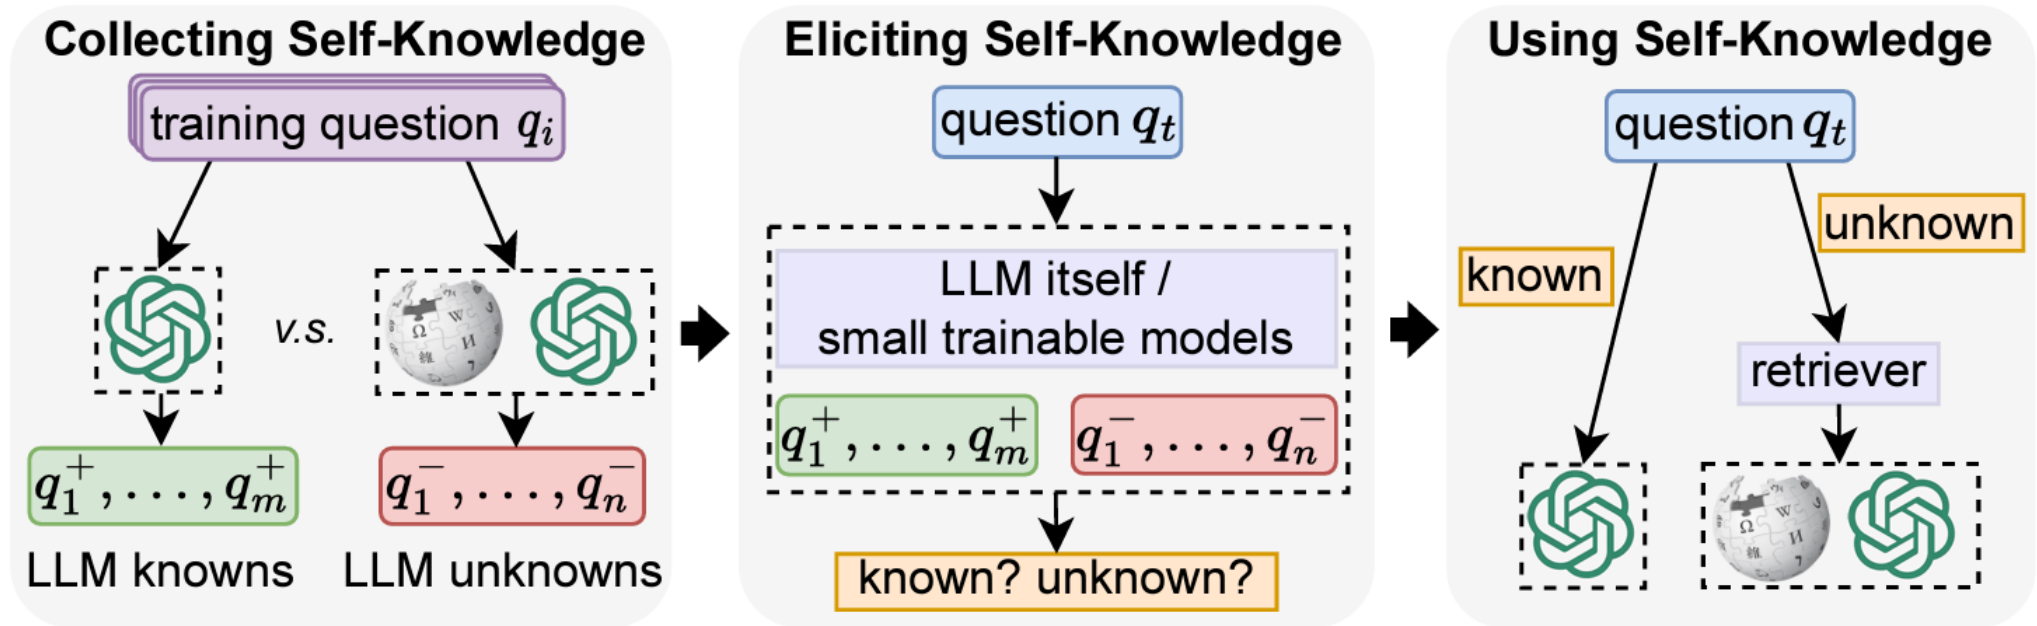 Collecting Self-Knowledge
training question qᵢ
v.s.
q₁⁺, . . . , qₘ⁺
q₁⁻, . . . , qₙ⁻
LLM knowns
LLM unknowns
Eliciting Self-Knowledge
question qₜ
LLM itself /
small trainable models
q₁⁺, . . . , qₘ⁺
q₁⁻, . . . , qₙ⁻
known? unknown?
Using Self-Knowledge
question qₜ
unknown
known
retriever